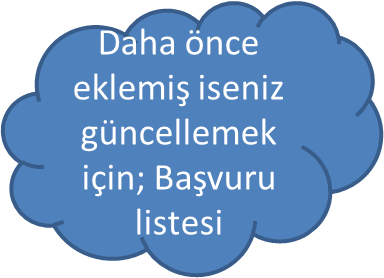 Daha önce
eklemiş iseniz
güncellemek
için; Başvuru
listesi